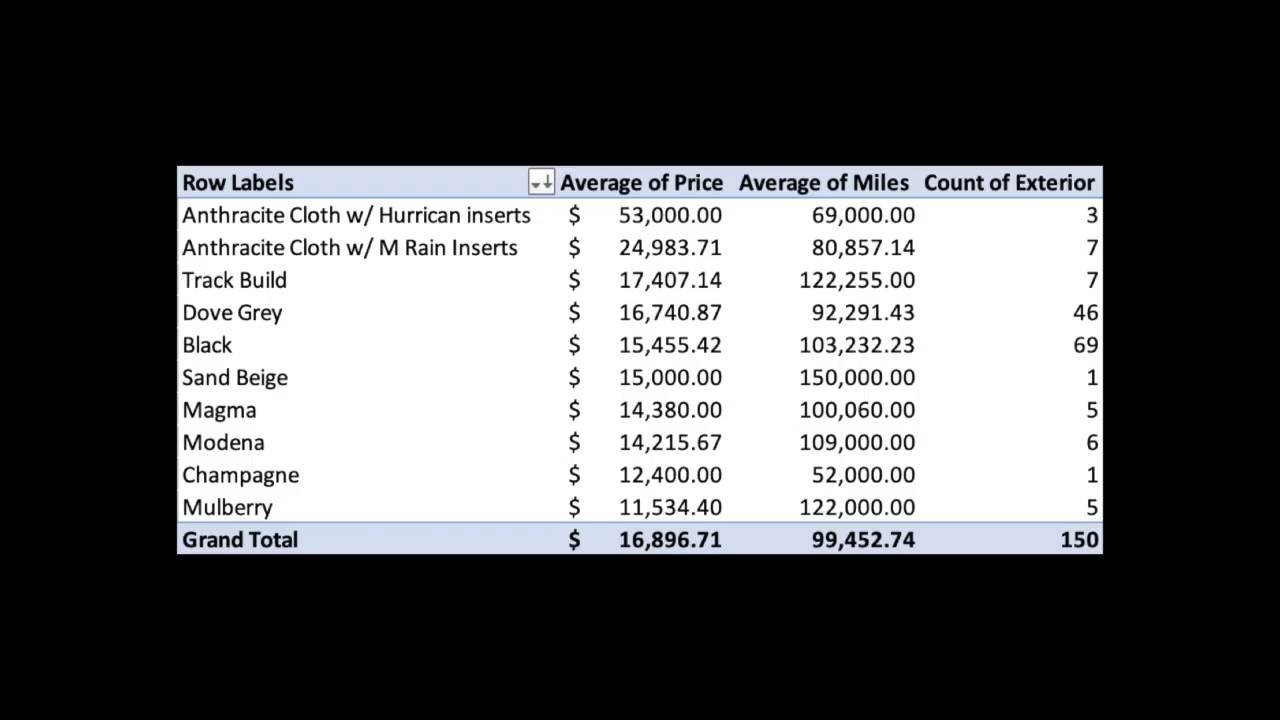 Row Labels Average of Price Average of Miles Count of Exterior
Anthracite Cloth w/ Hurrican inserts $ 53,000.00 69,000.00 3
Anthracite Cloth w/ M Rain Inserts $ 24,983.71 80,857.14 7
Track Build $ 17,407.14 122,255.00 7
Dove Grey $ 16,740.87 92,291.43 46
Black $ 15,455.42 103,232.23 69
Sand Beige $ 15,000.00 150,000.00 1
Magma $ 14,380.00 100,060.00 5
Modena $ 14,215.67 109,000.00 6
Champagne $ 12,400.00 52,000.00 1
Mulberry $ 11,534.40 122,000.00 5
Grand Total $ 16,896.71 99,452.74 150